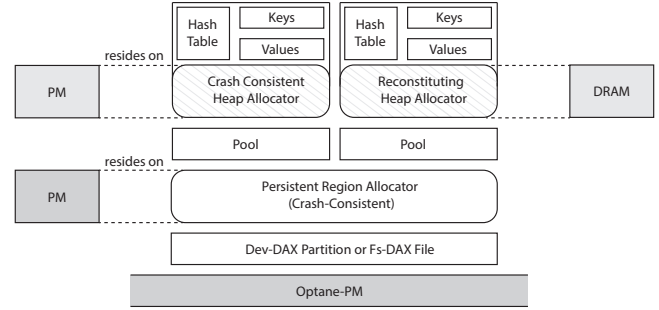 Hash
Table
Keys
Values
Hash
Table
Keys
Values
resides on
PM
Crash Consistent
Heap Allocator
Reconstituting
Heap Allocator
DRAM
Pool
Pool
resides on
PM
Persistent Region Allocator
(Crash-Consistent)
Dev-DAX Partition or Fs-DAX File
Optane-PM